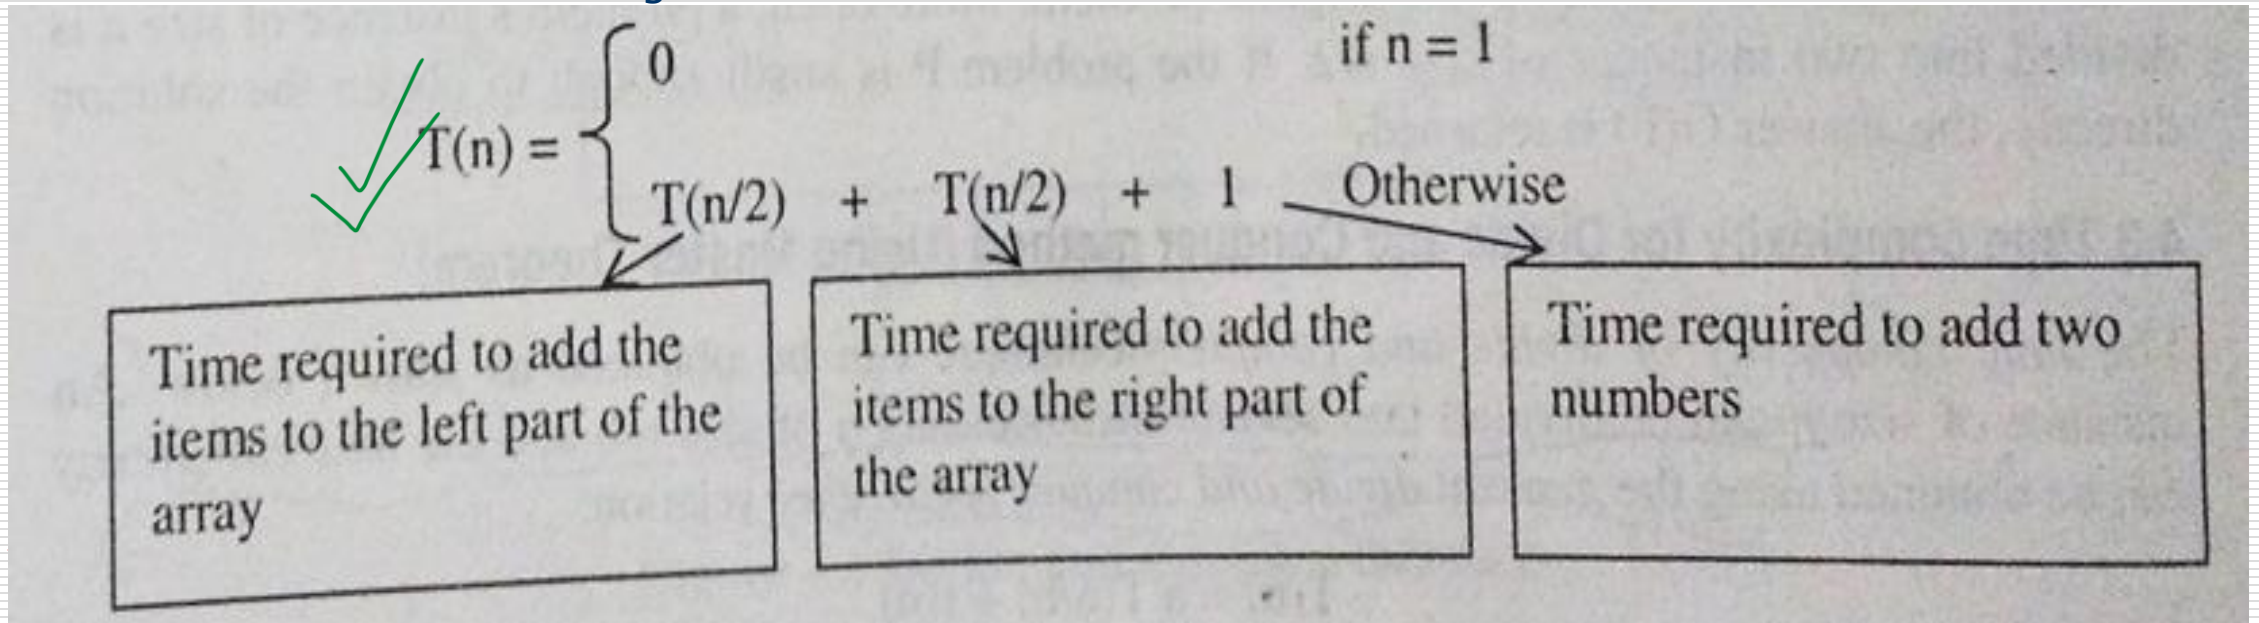 0 if n = 1
T(n) =
T(n/2) + T(n/2) + 1 Otherwise
Time required to add the
items to the left part of the
array
Time required to add the
items to the right part of
the array
Time required to add two
numbers